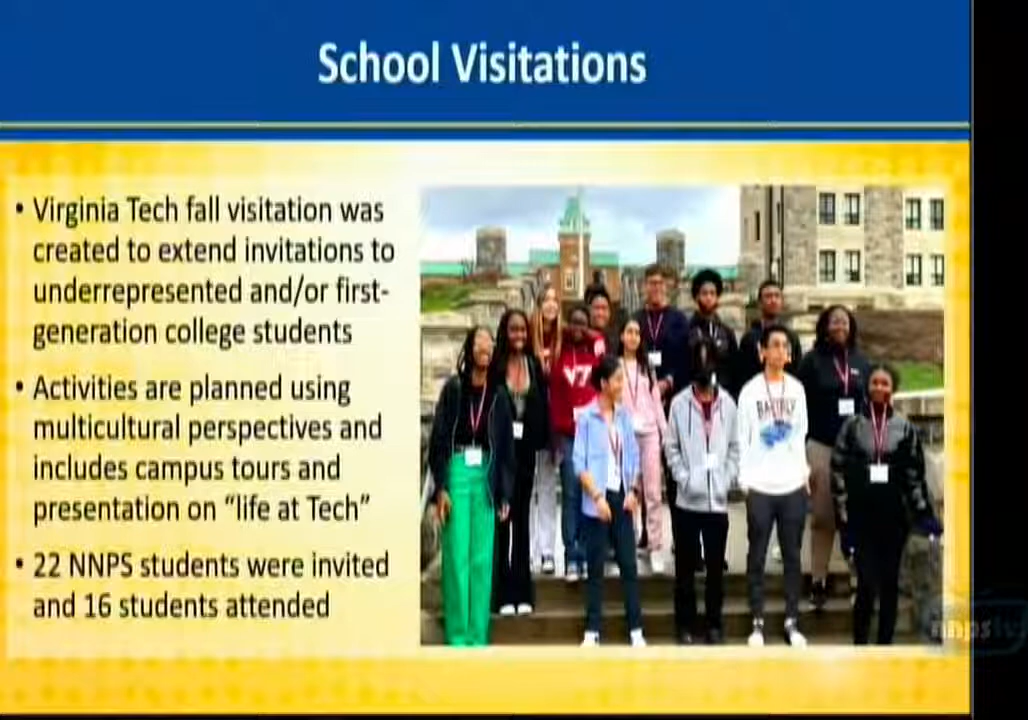 School Visitations
• Virginia Tech fall visitation was
created to extend invitations to
underrepresented and/or first-
generation college students
• Activities are planned using
multicultural perspectives and
includes campus tours and
presentation on “life at Tech”
• 22 NNPS students were invited
and 16 students attended
VT
nnpstv